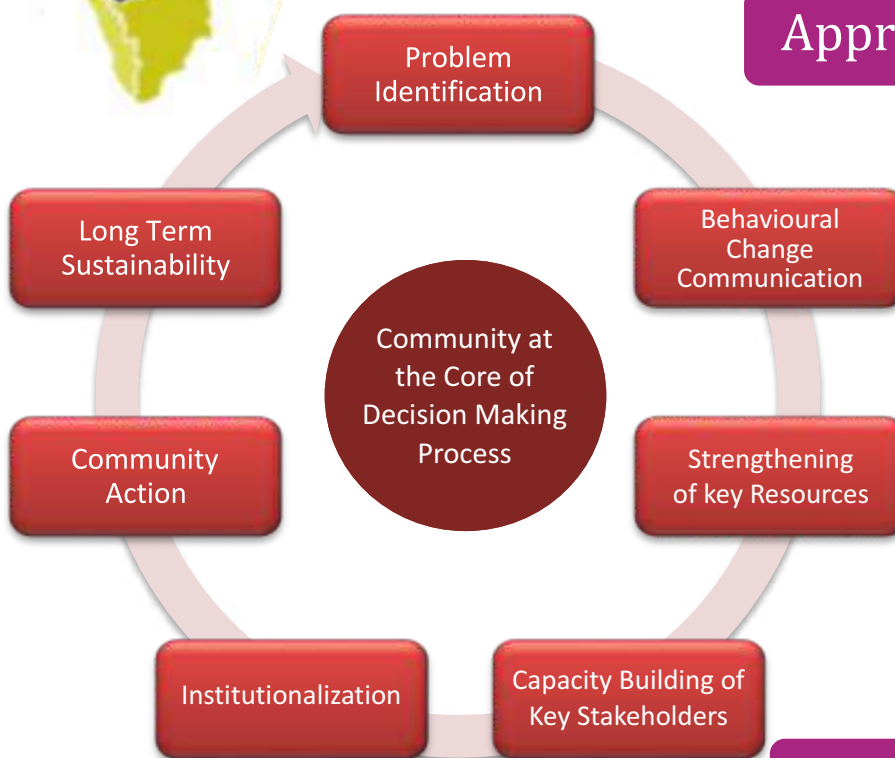 Problem
Identification
Behavioural
Change
Communication
Strengthening
of key Resources
Capacity Building of
Key Stakeholders
Institutionalization
Community
Action
Long Term
Sustainability
Community at
the Core of
Decision Making
Process
Appr